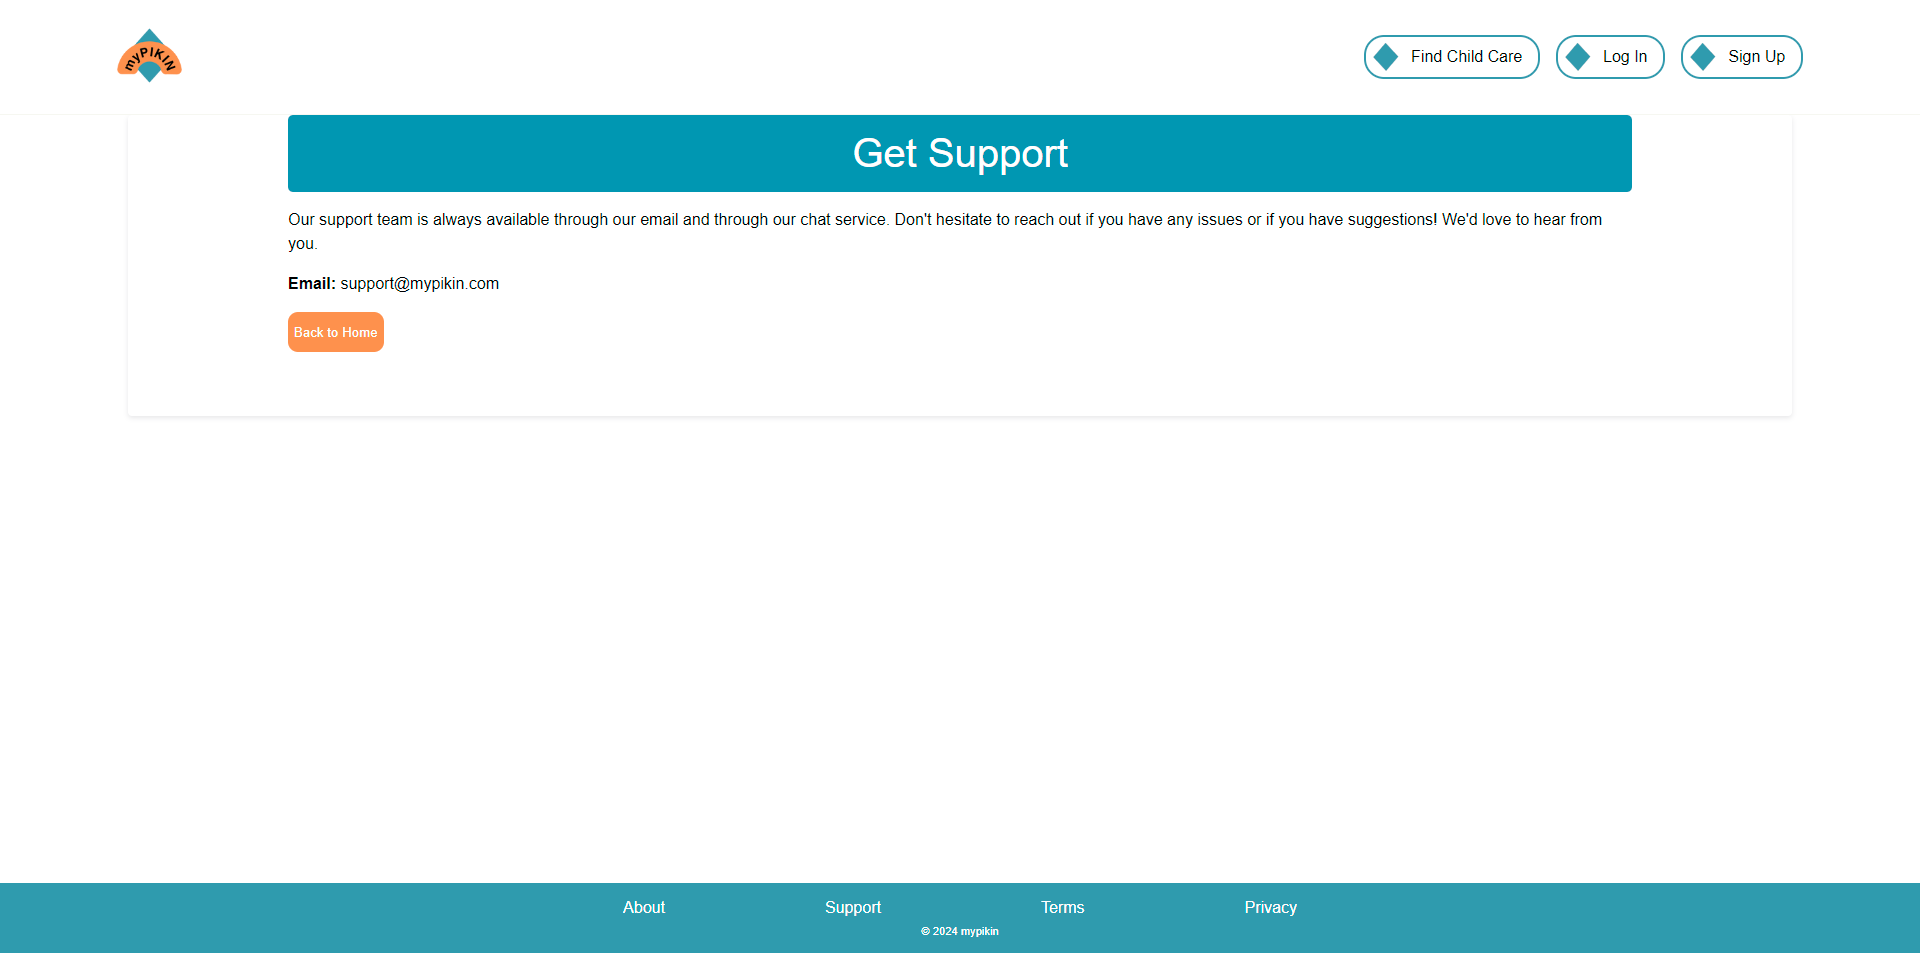 myPIKIN
Find Child Care
Log In
Sign Up
Get Support
Our support team is always available through our email and through our chat service. Don't hesitate to reach out if you have any issues or if you have suggestions! We'd love to hear from
you.
Email: support@mypikin.com
Back to Home
About
Support
Terms
Privacy
© 2024 mypikin